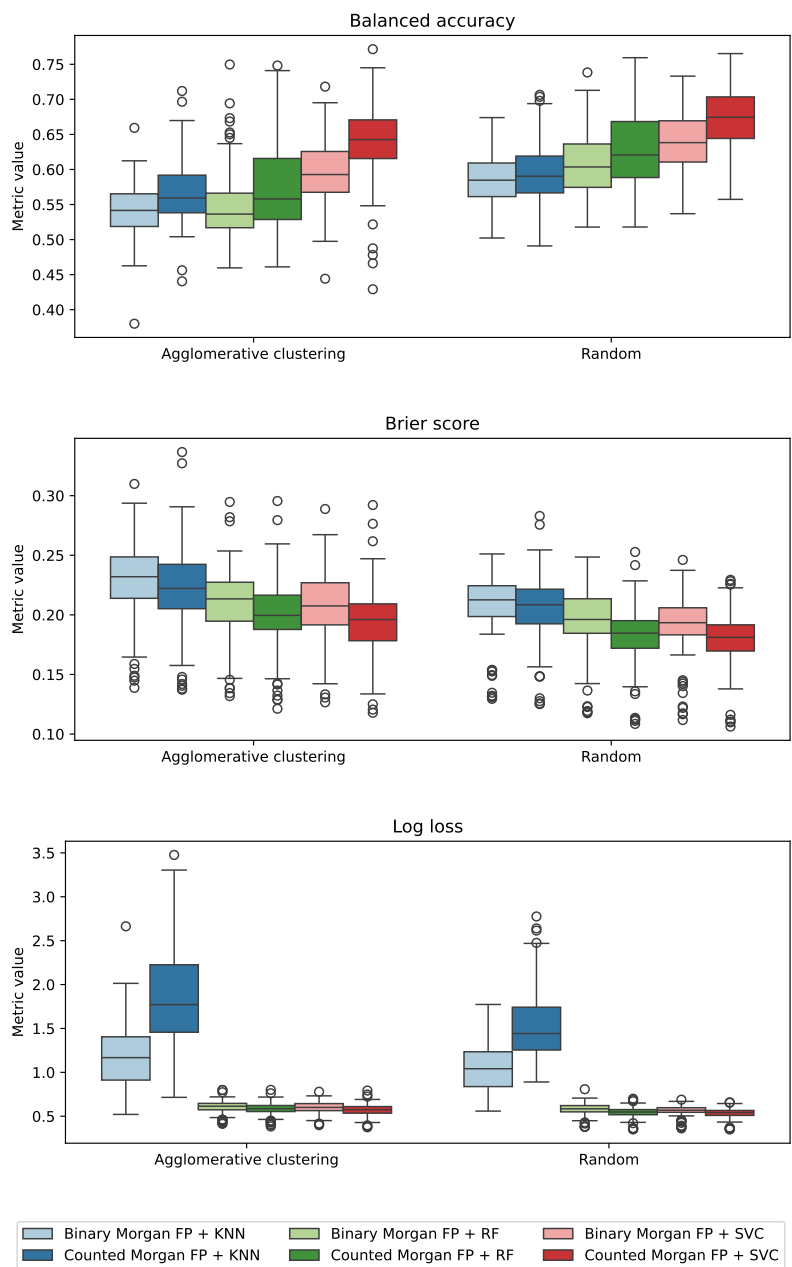 Balanced accuracy
0.75
0.70
0.65
0.60
0.55
0.50
0.45
0.40
Metric value
Agglomerative clustering
Random
Brier score
0.30
0.25
0.20
0.15
0.10
Metric value
Agglomerative clustering
Random
Log loss
3.5
3.0
2.5
2.0
1.5
1.0
0.5
Metric value
Agglomerative clustering
Random
Binary Morgan FP + KNN
Counted Morgan FP + KNN
Binary Morgan FP + RF
Counted Morgan FP + RF
Binary Morgan FP + SVC
Counted Morgan FP + SVC